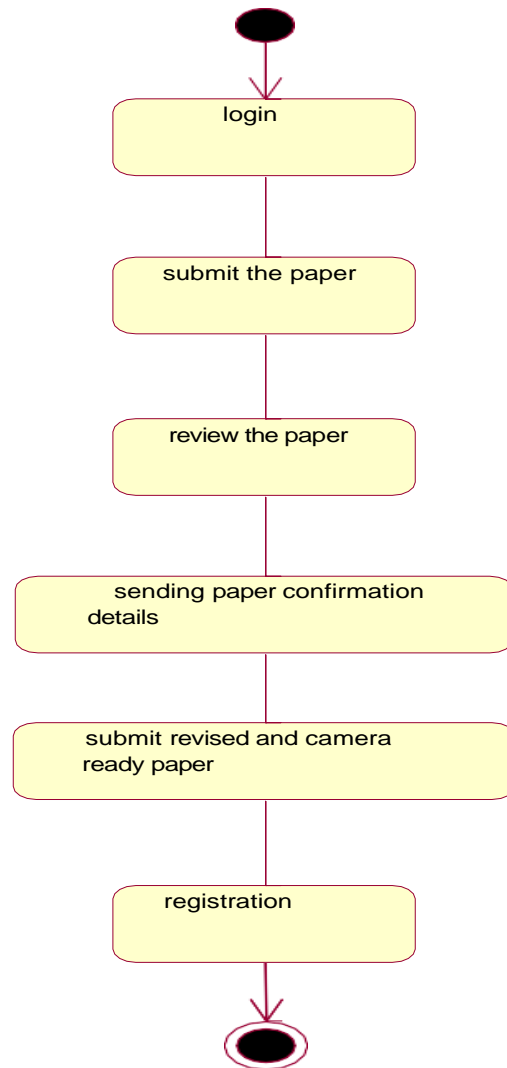 login
submit the paper
review the paper
sending paper confirmation
details
submit revised and camera
ready paper
registration